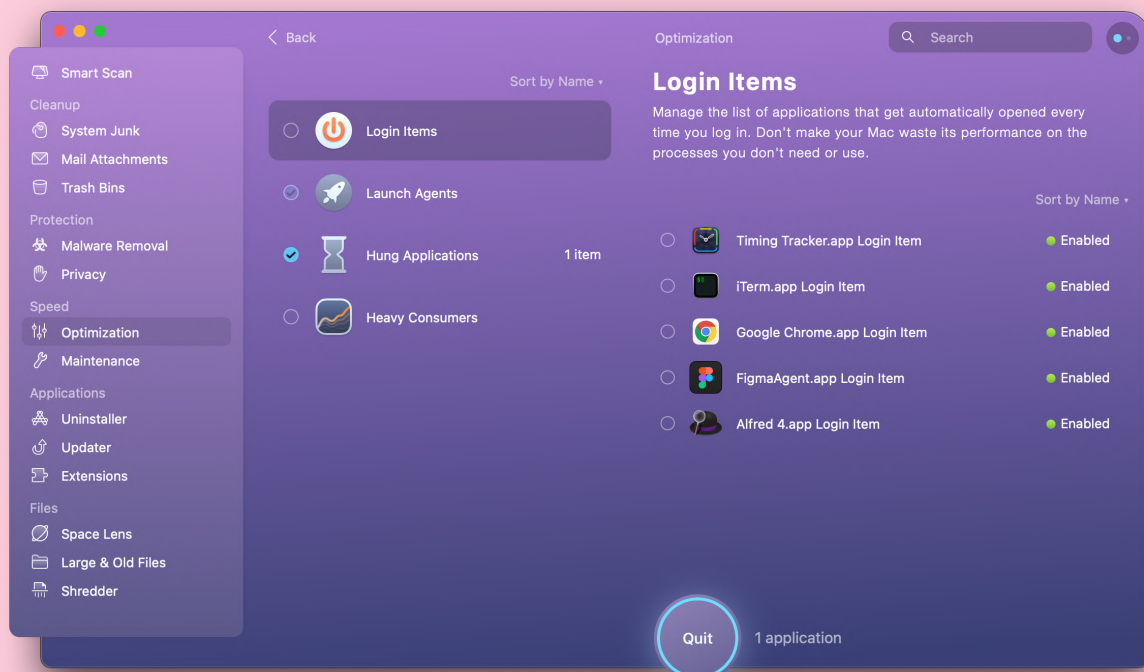 Smart Scan
Cleanup
System Junk
Mail Attachments
Trash Bins
Protection
Malware Removal
Privacy
Speed
Optimization
Maintenance
Applications
Uninstaller
Updater
Extensions
Files
Space Lens
Large & Old Files
Shredder
Back
Sort by Name
Login Items
Launch Agents
Hung Applications 1 item
Heavy Consumers
Optimization
Search
Login Items
Manage the list of applications that get automatically opened every
time you log in. Don't make your Mac waste its performance on the
processes you don't need or use.
Sort by Name
Timing Tracker.app Login Item Enabled
iTerm.app Login Item Enabled
Google Chrome.app Login Item Enabled
FigmaAgent.app Login Item Enabled
Alfred 4.app Login Item Enabled
Quit 1 application